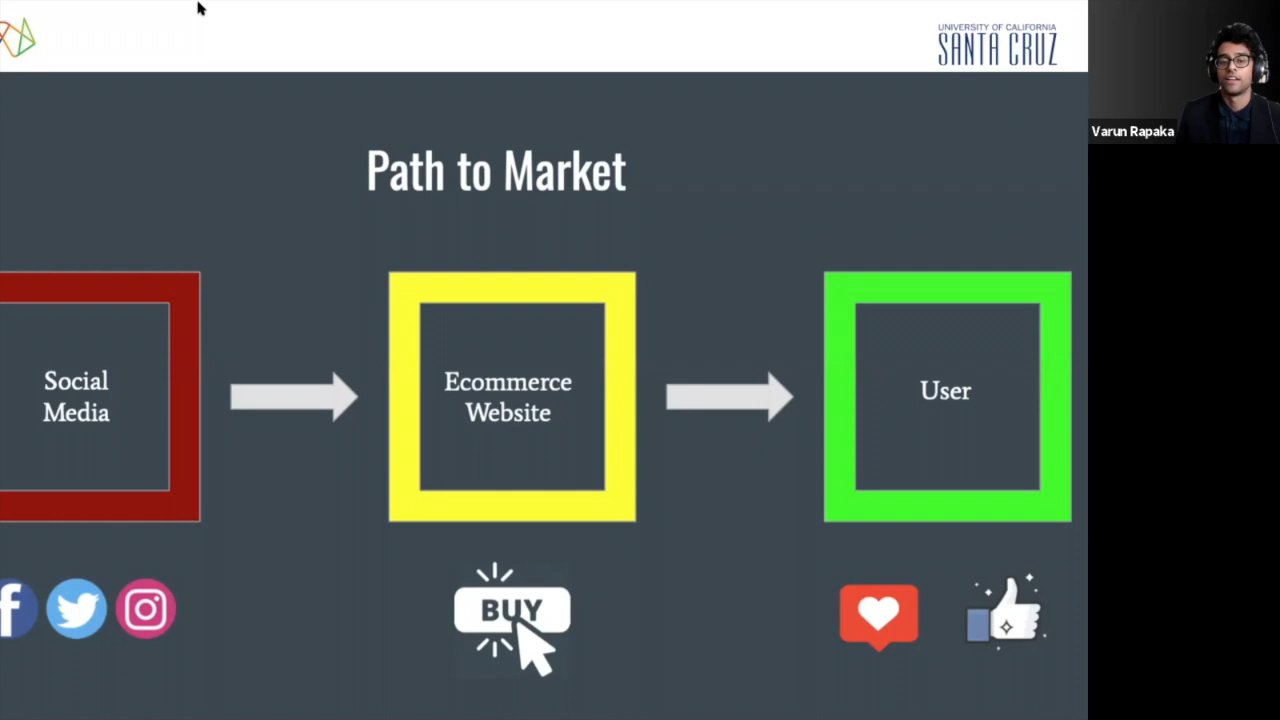 UNIVERSITY OF CALIFORNIA
SANTA CRUZ
Varun Rapaka
Path to Market
Social
Media
Ecommerce
Website
User
f
BUY